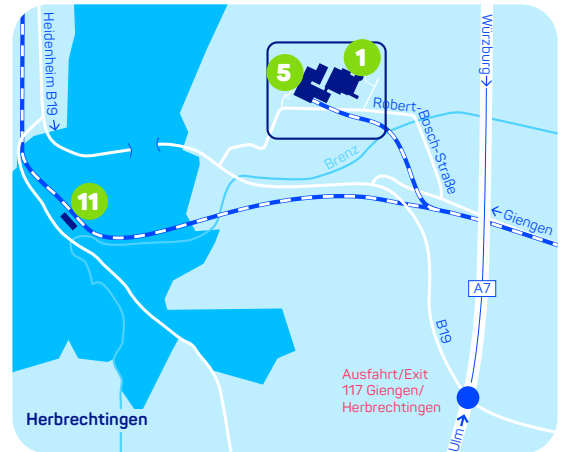 Heidenheim B19 →
Würzburg →
1
5
Robert-Bosch-Straße
Brenz
11
← Giengen
A7
B19
Ausfahrt/Exit
117 Giengen/
Herbrechtingen
Herbrechtingen
Ulm →